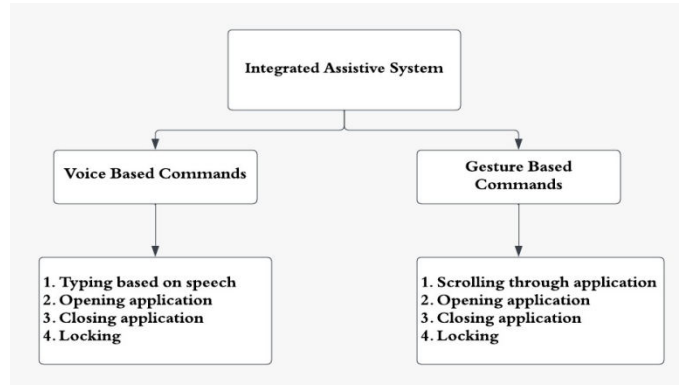 Integrated Assistive System
Voice Based Commands
Gesture Based
Commands
1. Typing based on speech
2. Opening application
3. Closing application
4. Locking
1. Scrolling through application
2. Opening application
3. Closing application
4. Locking